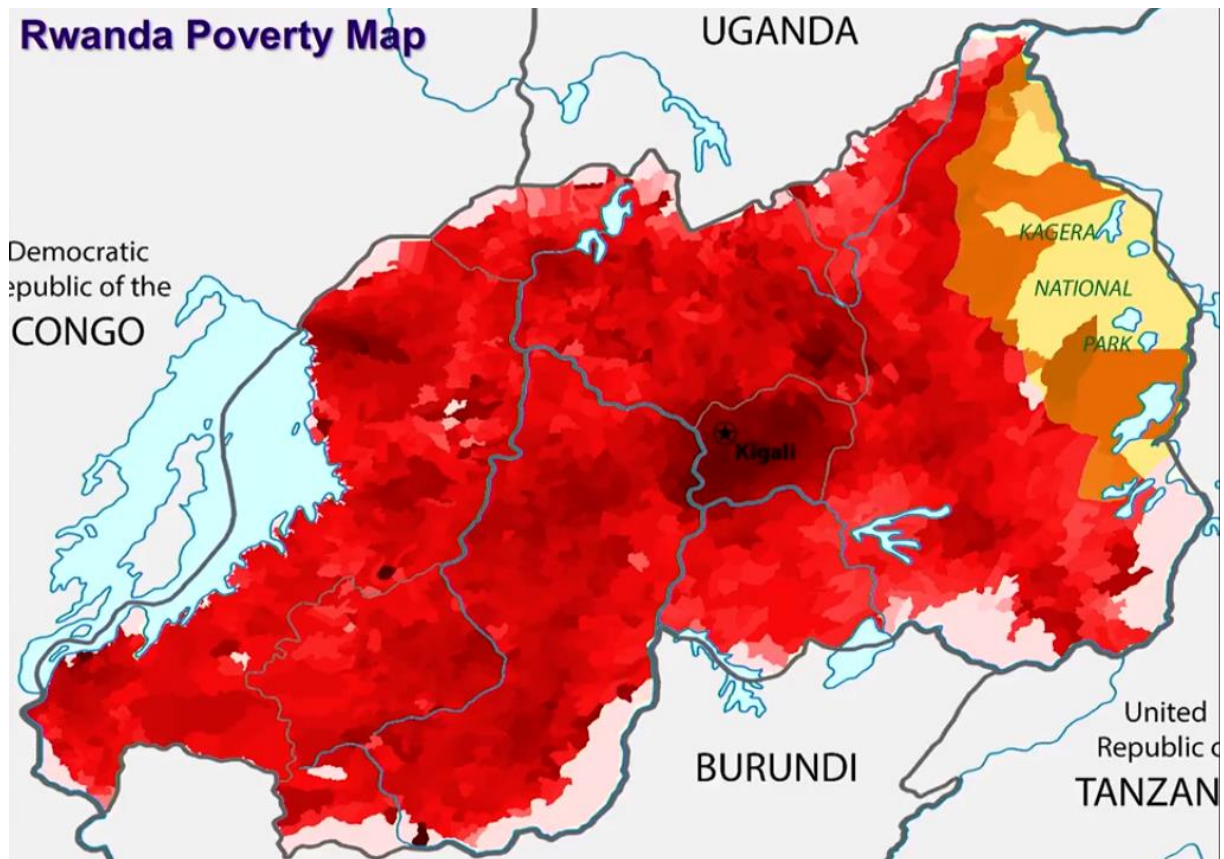 Rwanda Poverty Map
UGANDA
Democratic
epublic of the
CONGO
KAGERA
NATIONAL
PARK
Kigali
United
Republic o
TANZAN
BURUNDI